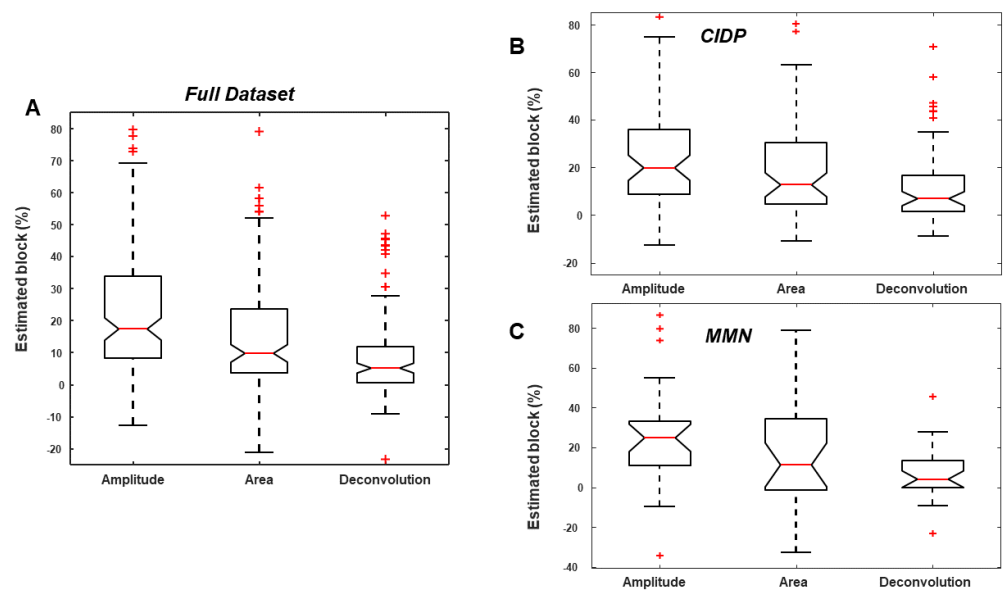 A
Full Dataset
Estimated block (%)
80
70
60
50
40
30
20
10
0
-10
-20
Amplitude Area Deconvolution
B
CIDP
Estimated block (%)
80
60
40
20
0
-20
Amplitude Area Deconvolution
C
MMN
Estimated block (%)
80
60
40
20
0
-20
-40
Amplitude Area Deconvolution